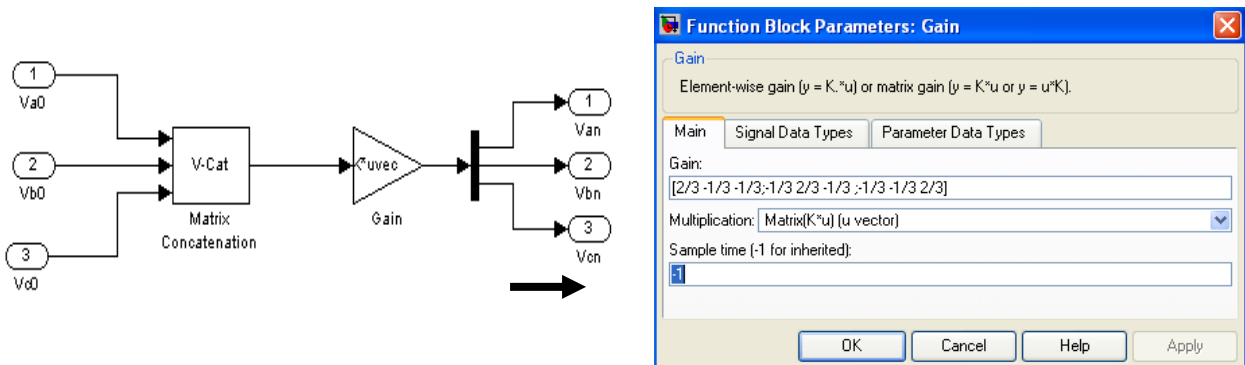 1
Va0
2
Vb0
3
Vc0
V-Cat
Matrix
Concatenation
K*uvec
Gain
1
Van
2
Vbn
3
Vcn
Function Block Parameters: Gain
Gain
Element-wise gain (y = K.*u) or matrix gain (y = K*u or y = u*K).
Main Signal Data Types Parameter Data Types
Gain:
[2/3 -1/3 -1/3;-1/3 2/3 -1/3 ;-1/3 -1/3 2/3]
Multiplication: Matrix(K*u) (u vector)
Sample time (-1 for inherited):
-1
OK Cancel Help Apply